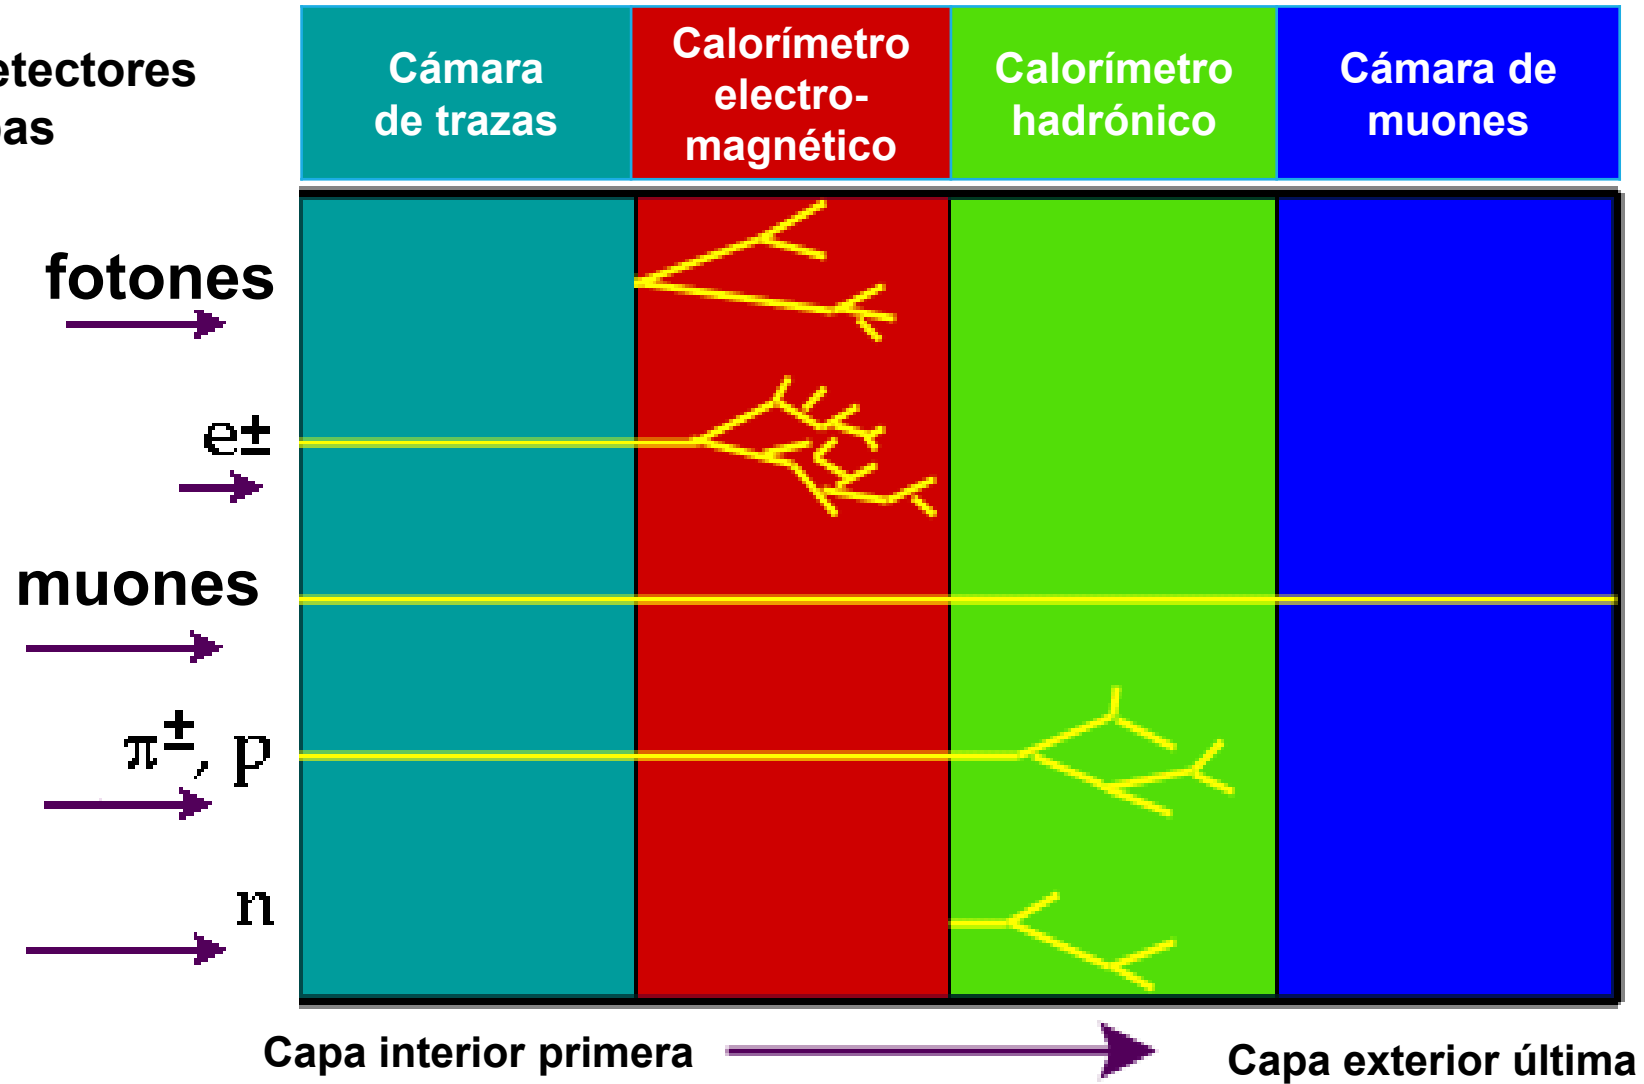 etectores
pas
Cámara
de trazas
Calorímetro
electro-
magnético
Calorímetro
hadrónico
Cámara de
muones
fotones
e±
muones
π±, p
n
Capa interior primera
Capa exterior última